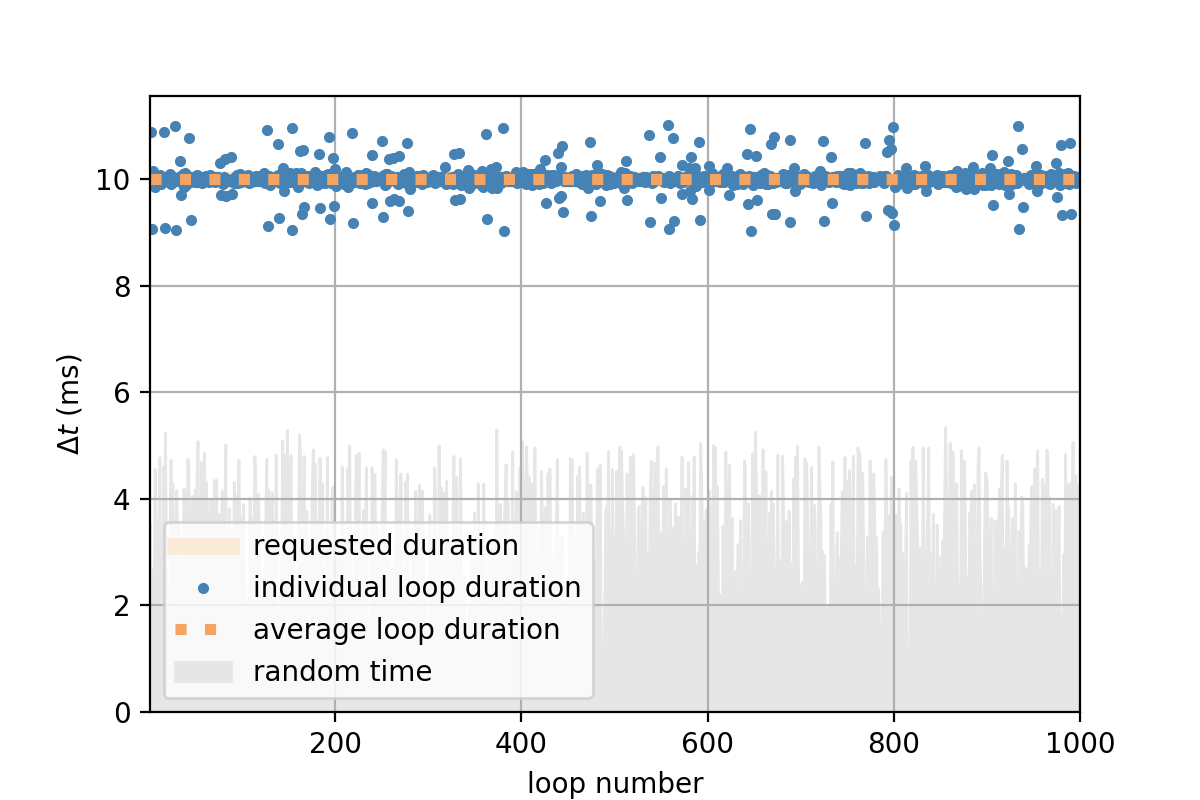 10
8
6
4
2
0
Δt (ms)
requested duration
individual loop duration
average loop duration
random time
200
400
600
800
1000
loop number